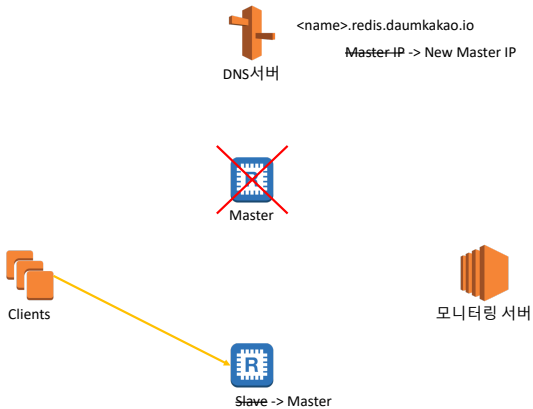 <name>.redis.daumkakao.io
Master IP -> New Master IP
DNS서버
R
Master
Clients
모니터링 서버
R
Slave -> Master